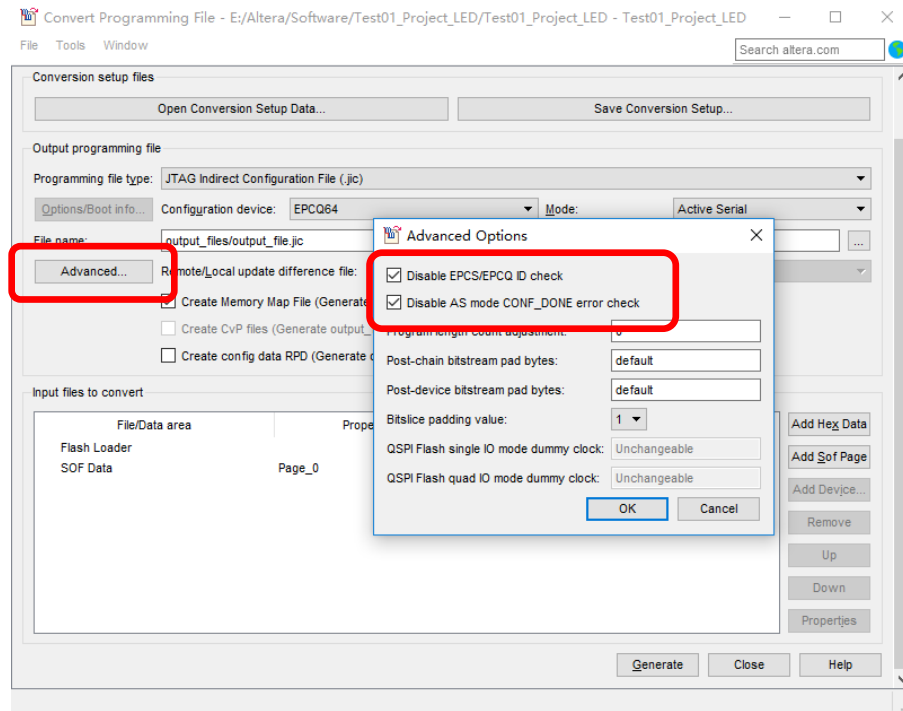 Convert Programming File - E:/Altera/Software/Test01_Project_LED/Test01_Project_LED - Test01_Project_LED
File Tools Window
Search altera.com
Conversion setup files
Open Conversion Setup Data... Save Conversion Setup...
Output programming file
Programming file type: JTAG Indirect Configuration File (.jic)
Options/Boot info... Configuration device: EPCQ64 Mode: Active Serial
File name: output_files/output_file.jic ...
Advanced... Remote/Local update difference file:
Create Memory Map File (Generate
Create CvP files (Generate output_
Create config data RPD (Generate
Advanced Options
Disable EPCS/EPCQ ID check
Disable AS mode CONF_DONE error check
Program length count adjustment: 0
Post-chain bitstream pad bytes: default
Post-device bitstream pad bytes: default
Bitslice padding value: 1
QSPI Flash single IO mode dummy clock: Unchangeable
QSPI Flash quad IO mode dummy clock: Unchangeable
OK Cancel
Input files to convert
File/Data area Prope
Flash Loader
SOF Data Page_0
Add Hex Data
Add Sof Page
Add Device...
Remove
Up
Down
Properties
Generate Close Help